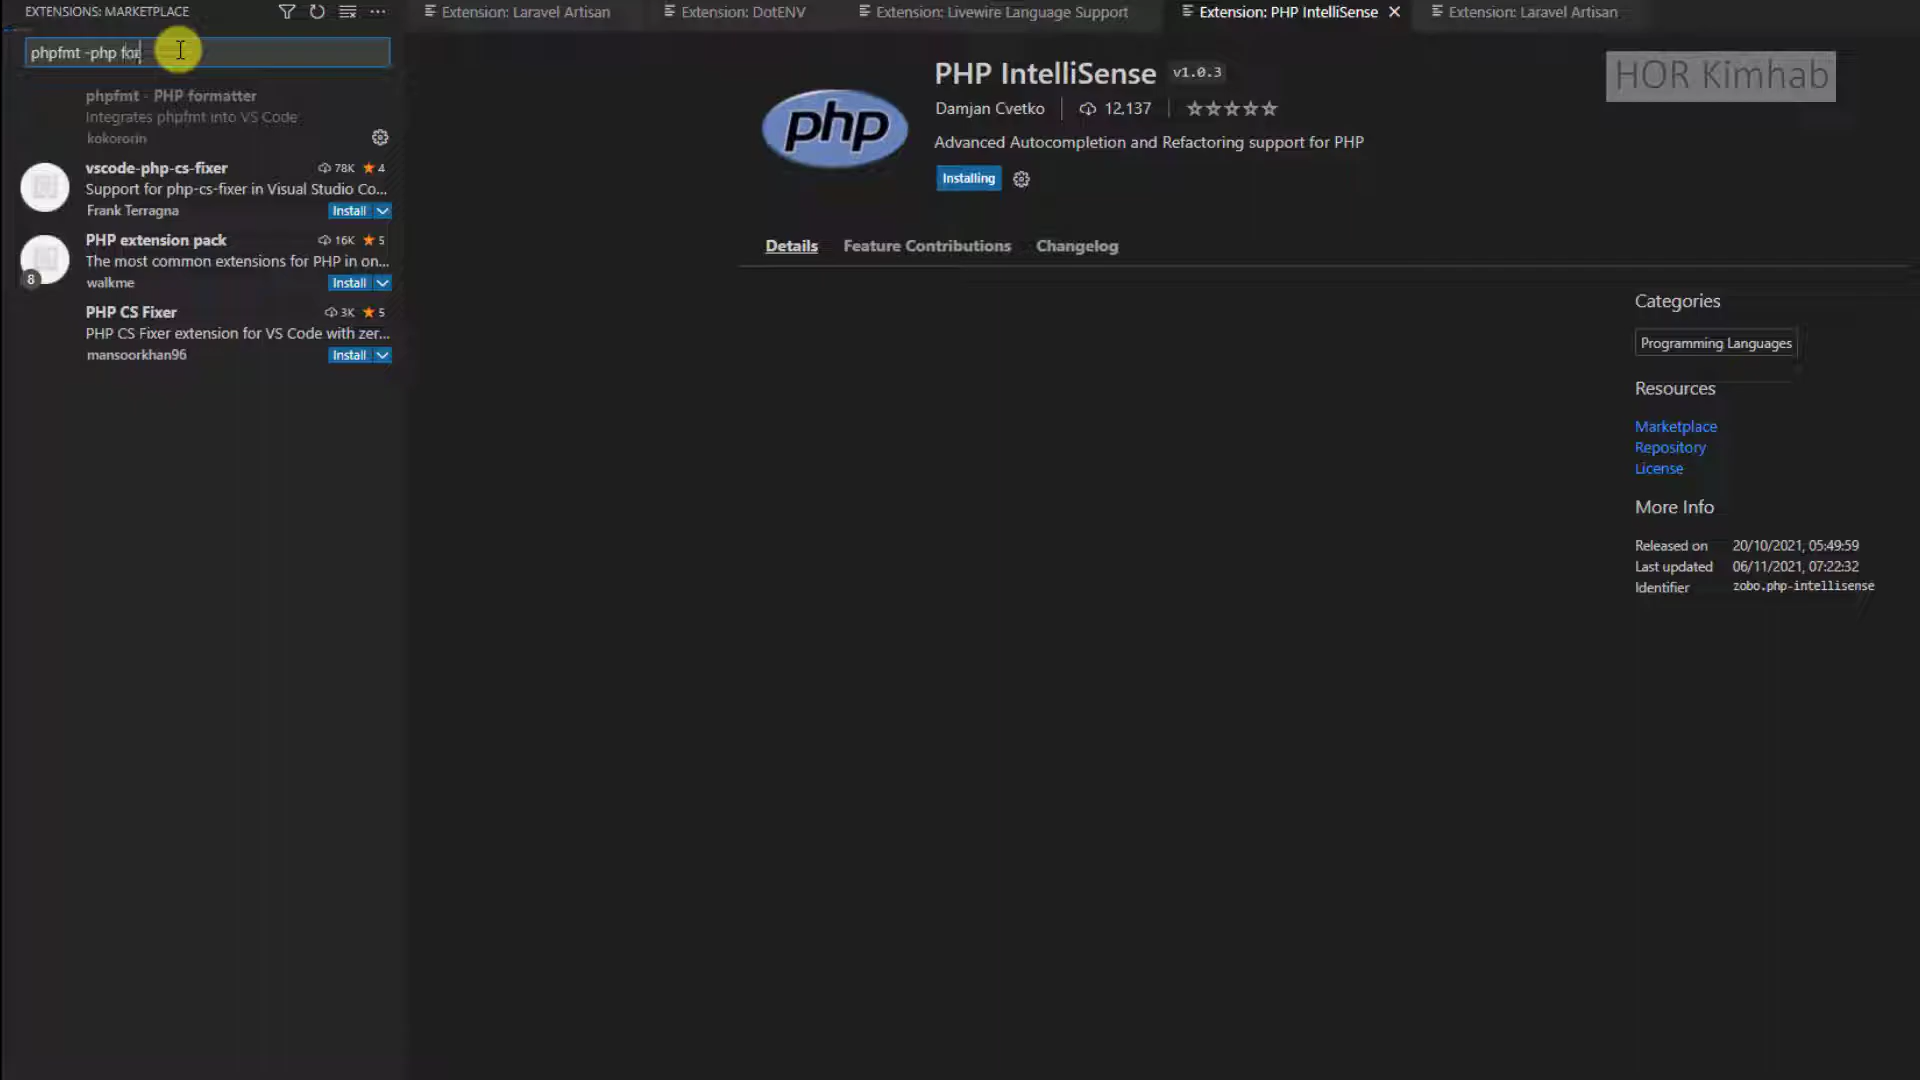 EXTENSIONS: MARKETPLACE
phpfmt -php for
phpfmt - PHP formatter
Integrates phpfmt into VS Code
kokororin
vscode-php-cs-fixer 78K 4
Support for php-cs-fixer in Visual Studio Co...
Frank Terragna Install
PHP extension pack 16K 5
The most common extensions for PHP in on...
8
walkme Install
PHP CS Fixer 3K 5
PHP CS Fixer extension for VS Code with zer...
mansoorkhan96 Install
Extension: Laravel Artisan Extension: DotENV Extension: Livewire Language Support Extension: PHP IntelliSense Extension: Laravel Artisan
HOR Kimhab
php
PHP IntelliSense v1.0.3
Damjan Cvetko 12,137
Advanced Autocompletion and Refactoring support for PHP
Installing
Details Feature Contributions Changelog
Categories
Programming Languages
Resources
Marketplace
Repository
License
More Info
Released on 20/10/2021, 05:49:59
Last updated 06/11/2021, 07:22:32
Identifier zobo.php-intellisense